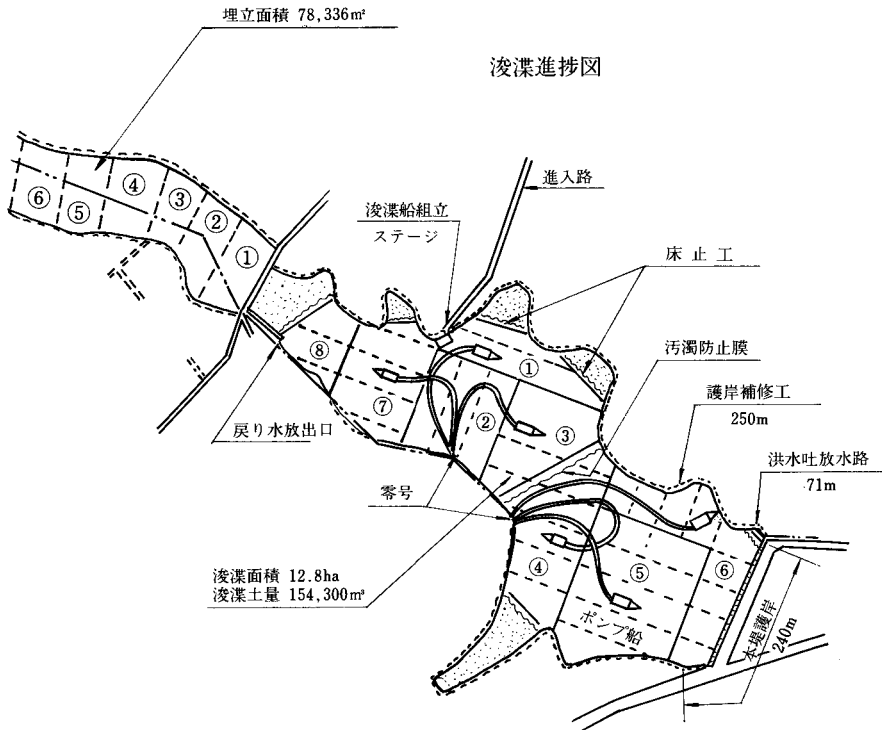 埋立面積 78,336㎡
浚渫進捗図
進入路
浚渫船組立
ステージ
床止工
汚濁防止膜
護岸補修工
250m
洪水吐放水路
71m
⑥
⑤
④
③
②
①
⑧
⑦
①
②
③
戻り水放出口
零号
浚渫面積 12.8ha
浚渫土量 154,300㎥
④
⑤
⑥
ポンプ船
本堤護岸
240m